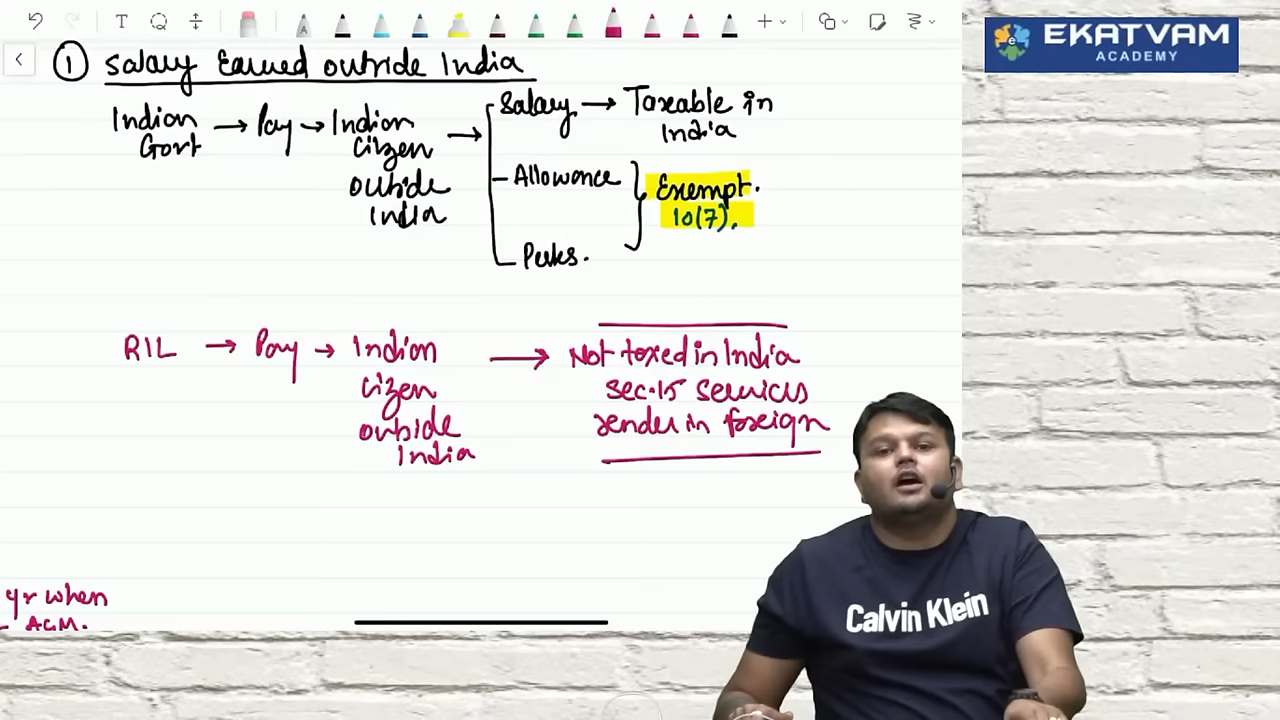 EKATVAM
ACADEMY
① Salary Earned outside India
Indian Govt → Pay → Indian Citzen outside India →
Salary → Taxable in India
Allowance
Perks.
Exempt.
10(7).
RIL → Pay → Indian Cizen outside India →
Not taxed in India
Sec.15 Services
render in foreign
yr when
AGM.
Calvin Klein